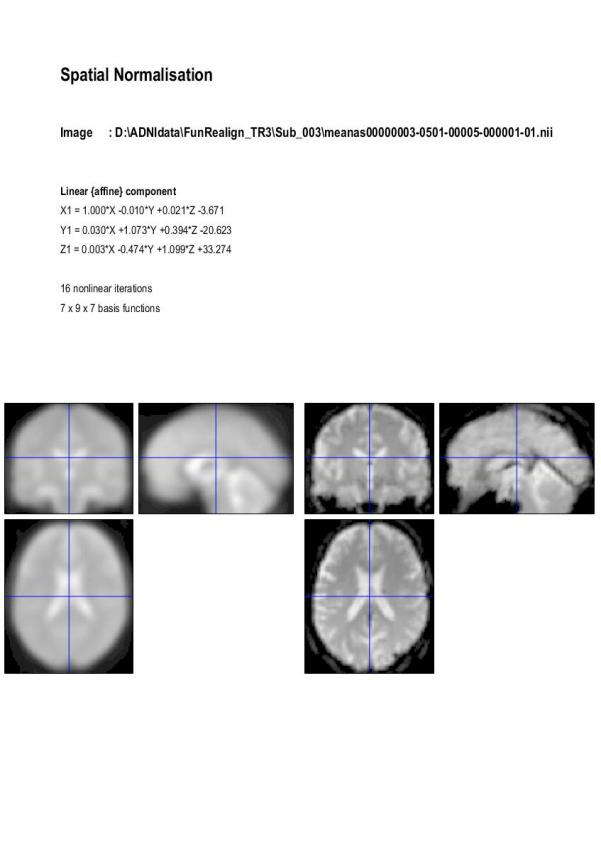 Spatial Normalisation
Image : D:\ADNIdata\FunRealign_TR3\Sub_003\meanas00000003-0501-00005-000001-01.nii
Linear {affine} component
X1 = 1.000*X -0.010*Y +0.021*Z -3.671
Y1 = 0.030*X +1.073*Y +0.394*Z -20.623
Z1 = 0.003*X -0.474*Y +1.099*Z +33.274
16 nonlinear iterations
7 x 9 x 7 basis functions